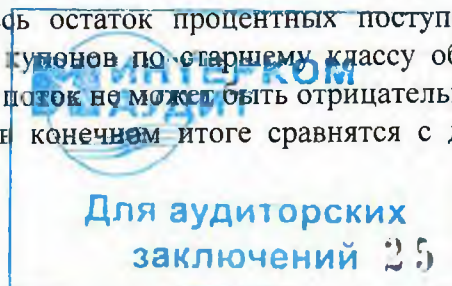 сь остаток процентных поступ
купонов по старшему классу об
поток не может быть отрицатель
в конечном итоге сравнятся с д
ИНТЕРКОМ
АУДИТ
Для аудиторских
заключений 25